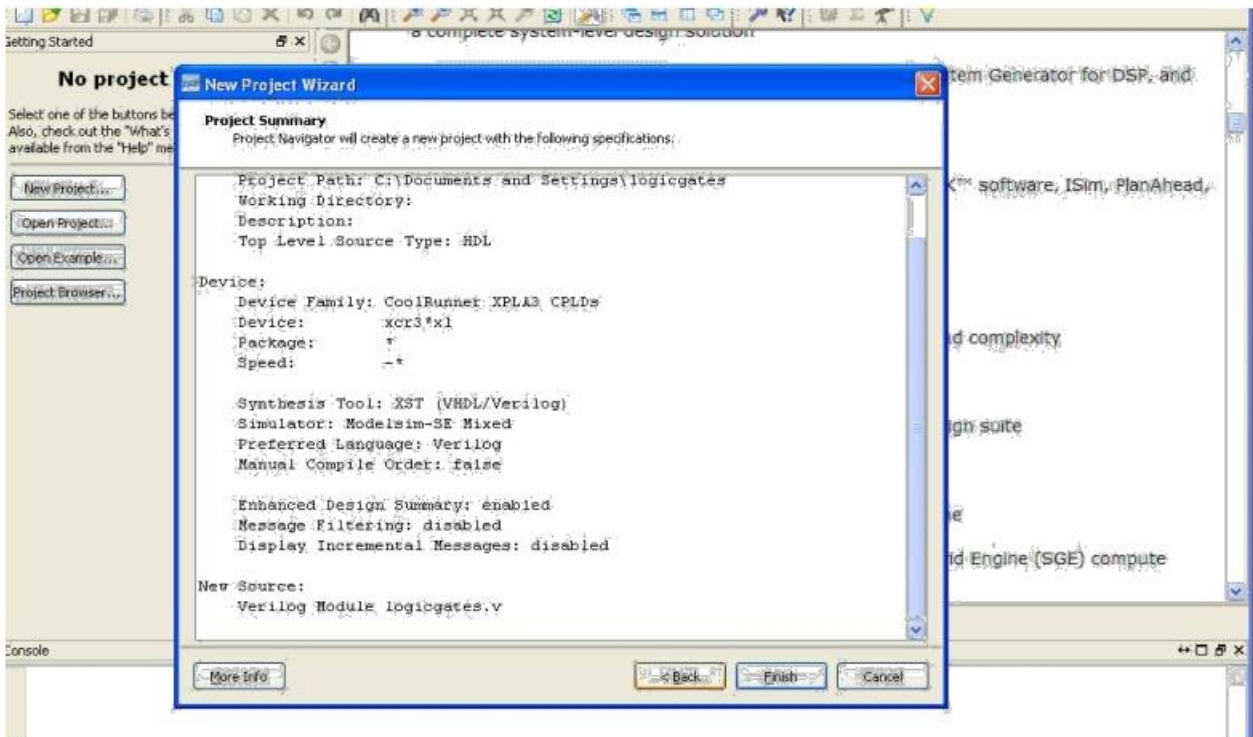 Getting Started
a complete system-level design solution
No project
tem Generator for DSP, and
New Project Wizard
Select one of the buttons be
Also, check out the "What's
available from the "Help" me
Project Summary
Project Navigator will create a new project with the following specifications.
New Project...
Open Project...
Open Example...
Project Browser...
Project Path: C:\Documents and Settings\logicgates
Working Directory:
Description:
Top Level Source Type: HDL
Device:
Device Family: CoolRunner XPLA3 CPLDs
Device: xcr3*xl
Package: *
Speed: -*
Synthesis Tool: XST (VHDL/Verilog)
Simulator: Modelsim-SE Mixed
Preferred Language: Verilog
Manual Compile Order: false
Enhanced Design Summary: enabled
Message Filtering: disabled
Display Incremental Messages: disabled
New Source:
Verilog Module logicgates.v
™ software, ISim, PlanAhead,
d complexity
ign suite
id Engine (SGE) compute
More Info
< Back
Finish
Cancel
Console